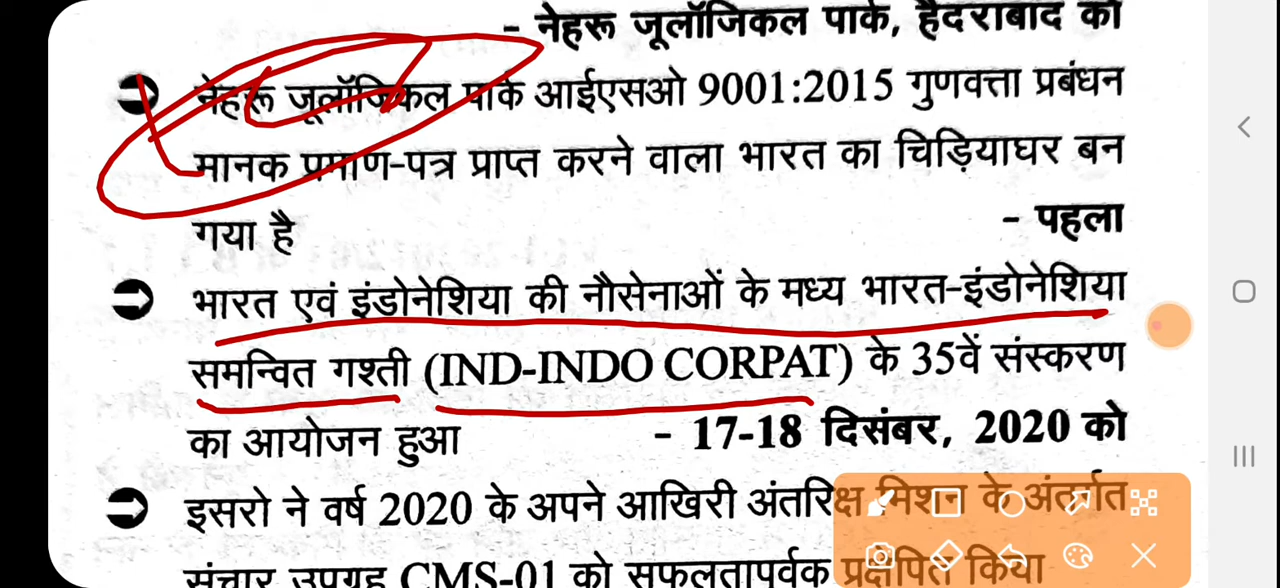 - नेहरू जूलॉजिकल पार्क, हैदराबाद को
नेहरू जूलॉजिकल पार्क आईएसओ 9001:2015 गुणवत्ता प्रबंधन
मानक प्रमाण-पत्र प्राप्त करने वाला भारत का चिड़ियाघर बन
गया है - पहला
भारत एवं इंडोनेशिया की नौसेनाओं के मध्य भारत-इंडोनेशिया
समन्वित गश्ती (IND-INDO CORPAT) के 35वें संस्करण
का आयोजन हुआ - 17-18 दिसंबर, 2020 को
इसरो ने वर्ष 2020 के अपने आखिरी अंतरिक्ष मिशन के अंतर्गत
संचार उपग्रह CMS-01 को सफलतापूर्वक प्रक्षेपित किया